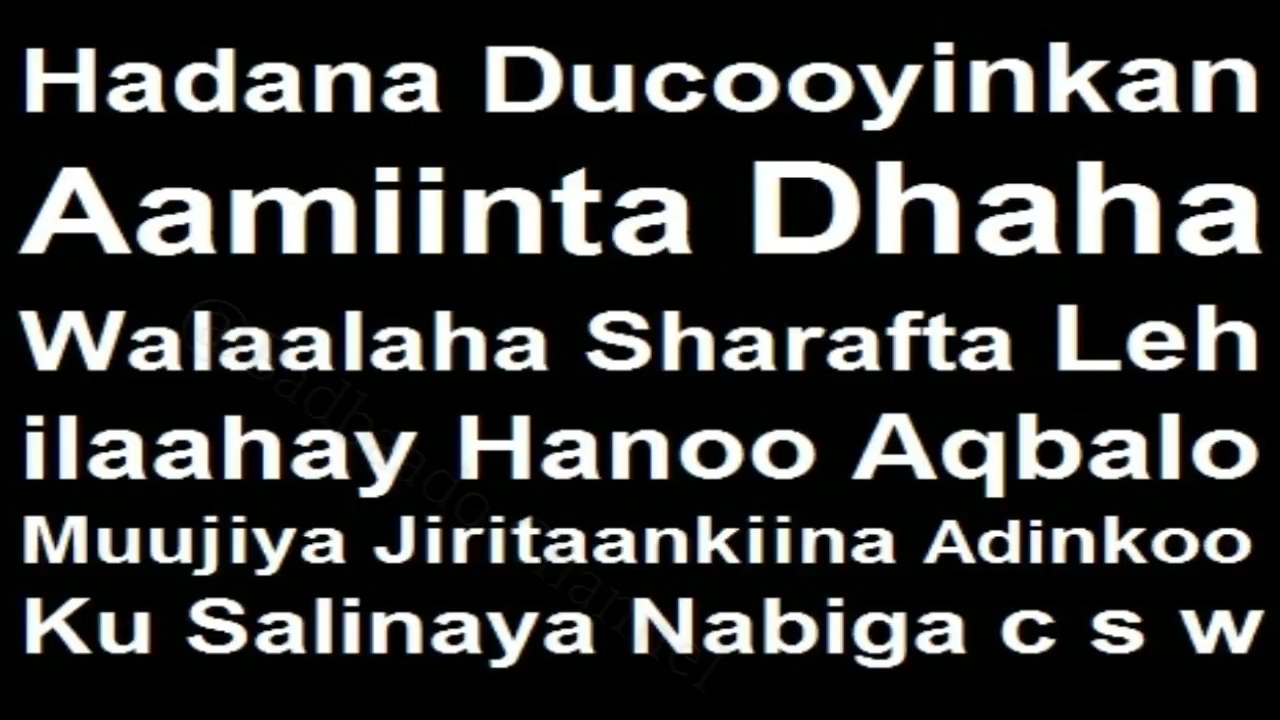 Hadana Ducooyinkan
Aamiinta Dhaha
Walaalaha Sharafta Leh
ilaahay Hanoo Aqbalo
Muujiya Jiritaankiina Adinkoo
Ku Salinaya Nabiga c s w